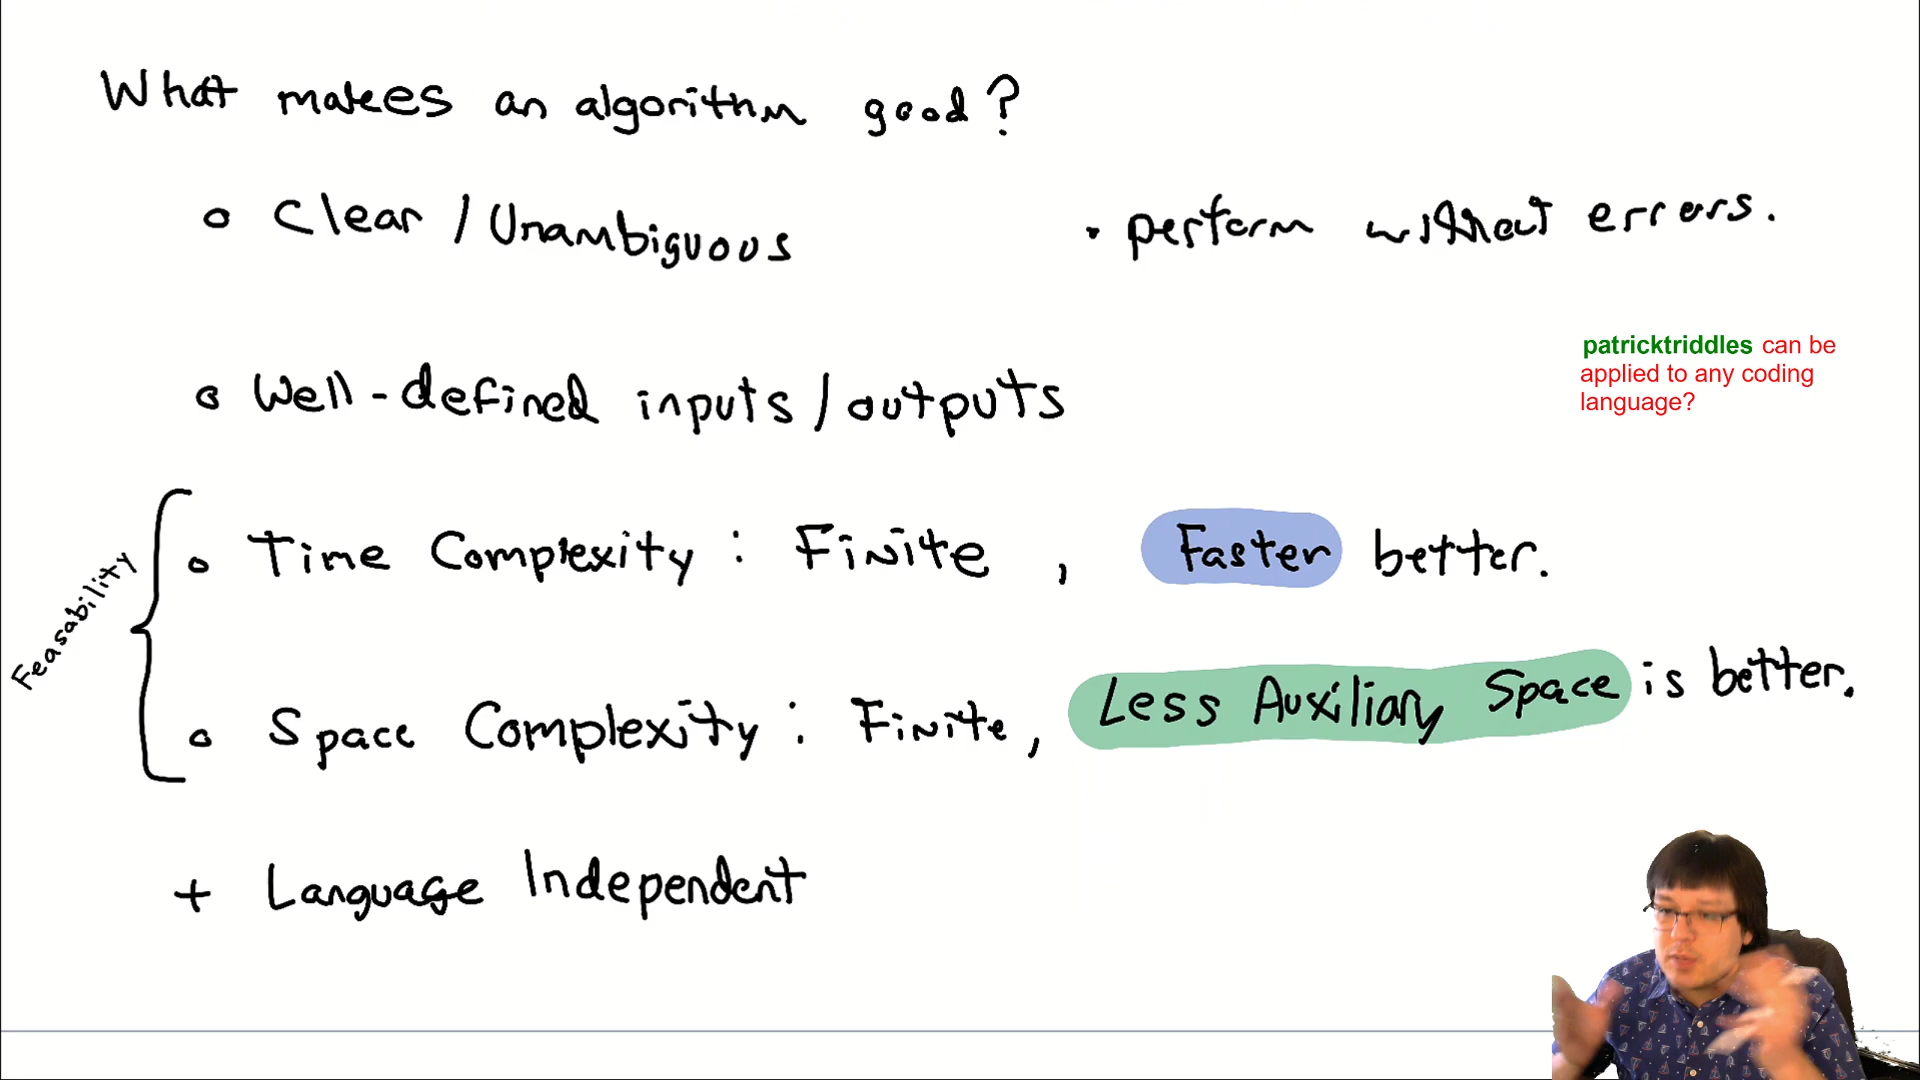 What makes an algorithm good?
o Clear / Unambiguous
• perform without errors.
patricktriddles can be
applied to any coding
language?
o Well-defined inputs / outputs
Feasability
o Time Complexity : Finite , Faster better.
o Space Complexity : Finite, Less Auxiliary Space is better.
+ Language Independent